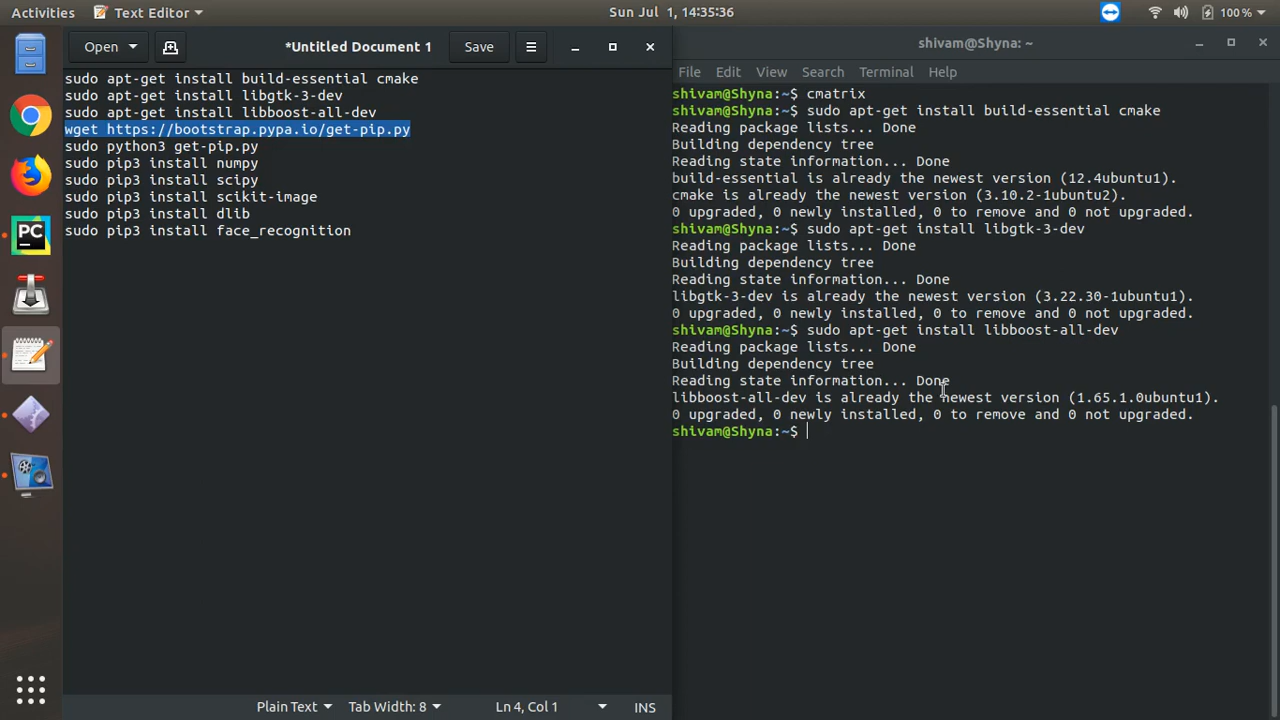 Activities Text Editor Sun Jul 1, 14:35:36 100 %
Open *Untitled Document 1 Save
sudo apt-get install build-essential cmake
sudo apt-get install libgtk-3-dev
sudo apt-get install libboost-all-dev
wget https://bootstrap.pypa.io/get-pip.py
sudo python3 get-pip.py
sudo pip3 install numpy
sudo pip3 install scipy
sudo pip3 install scikit-image
sudo pip3 install dlib
sudo pip3 install face_recognition
PC
Plain Text Tab Width: 8 Ln 4, Col 1 INS
shivam@Shyna: ~
File Edit View Search Terminal Help
shivam@Shyna:~$ cmatrix
shivam@Shyna:~$ sudo apt-get install build-essential cmake
Reading package lists... Done
Building dependency tree
Reading state information... Done
build-essential is already the newest version (12.4ubuntu1).
cmake is already the newest version (3.10.2-1ubuntu2).
0 upgraded, 0 newly installed, 0 to remove and 0 not upgraded.
shivam@Shyna:~$ sudo apt-get install libgtk-3-dev
Reading package lists... Done
Building dependency tree
Reading state information... Done
libgtk-3-dev is already the newest version (3.22.30-1ubuntu1).
0 upgraded, 0 newly installed, 0 to remove and 0 not upgraded.
shivam@Shyna:~$ sudo apt-get install libboost-all-dev
Reading package lists... Done
Building dependency tree
Reading state information... Done
libboost-all-dev is already the newest version (1.65.1.0ubuntu1).
0 upgraded, 0 newly installed, 0 to remove and 0 not upgraded.
shivam@Shyna:~$